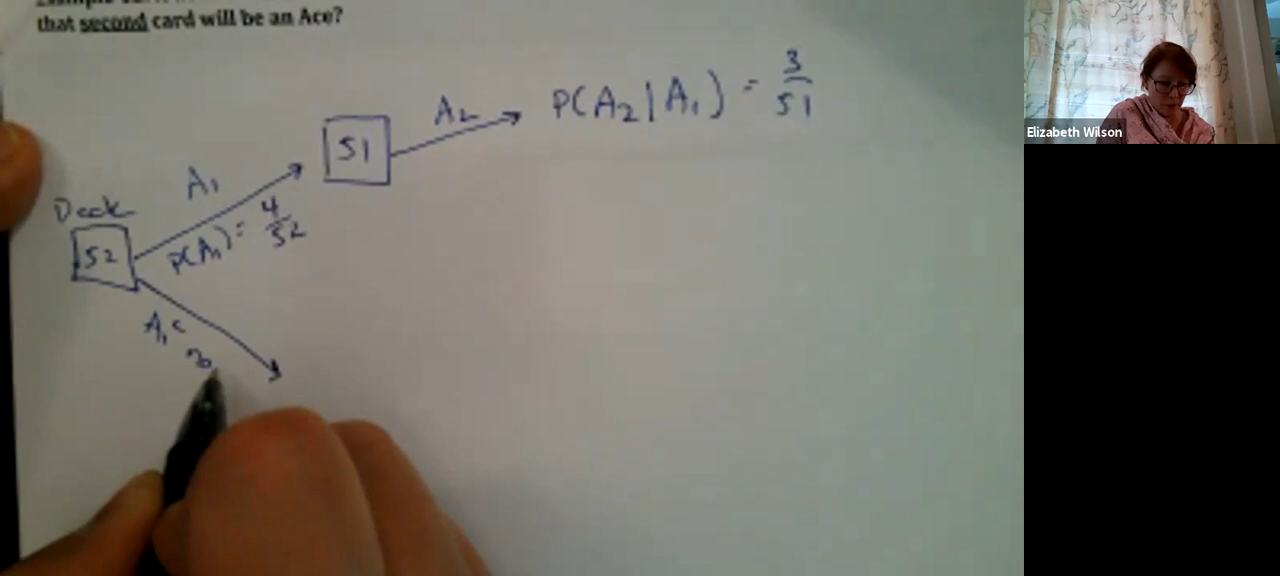 that second card will be an Ace?
A₂
P(A₂|A₁) = 3/51
51
A₁
P(A₁) = 4/52
Deck
52
A₁ᶜ
Elizabeth Wilson